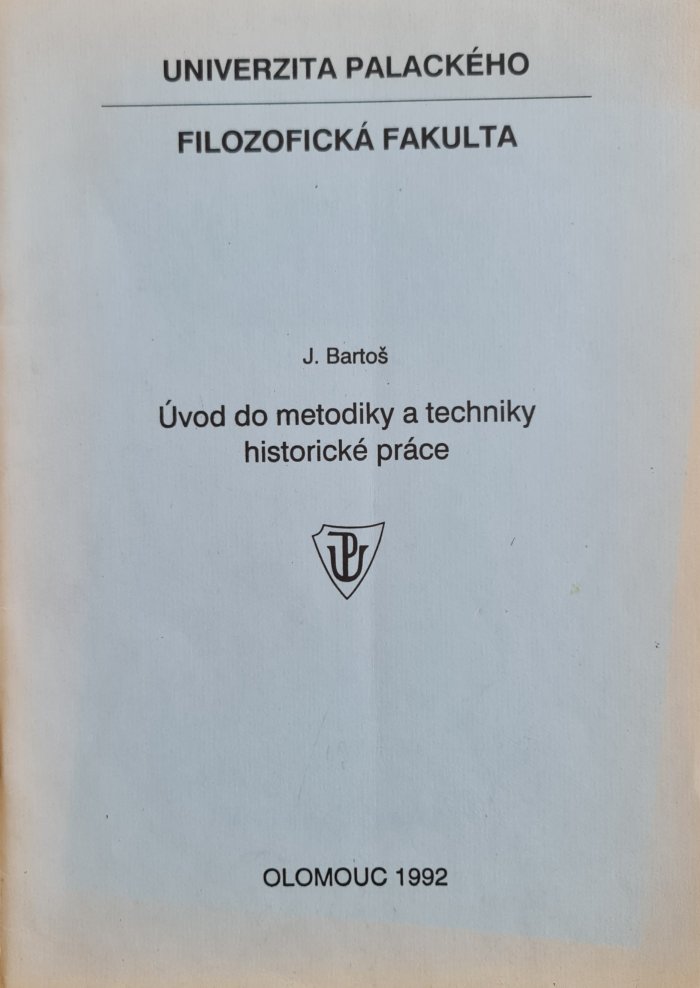 UNIVERZITA PALACKÉHO
FILOZOFICKÁ FAKULTA
J. Bartoš
Úvod do metodiky a techniky
historické práce
UP
OLOMOUC 1992